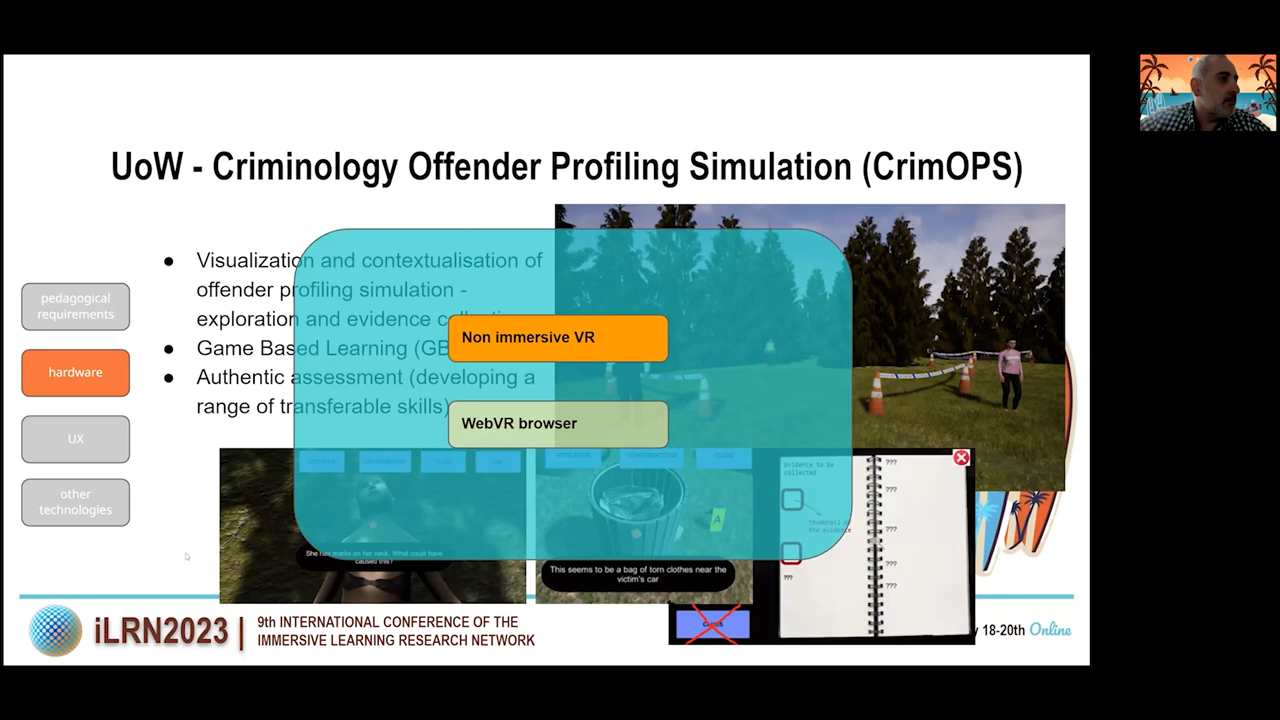 UoW - Criminology Offender Profiling Simulation (CrimOPS)
Visualization and contextualisation of
offender profiling simulation -
exploration and evidence
Game Based Learning
Authentic assessment (developing a
range of transferable skills)
pedagogical
requirements
hardware
UX
other
technologies
Non immersive VR
WebVR browser
She has marks on her neck. What could have
caused this?
A
This seems to be a bag of torn clothes near the
victim's car
Evidence to be
collected
Thumbnail
the evidence
???
???
???
???
???
???
iLRN2023
9th INTERNATIONAL CONFERENCE OF THE
IMMERSIVE LEARNING RESEARCH NETWORK
18-20th Online